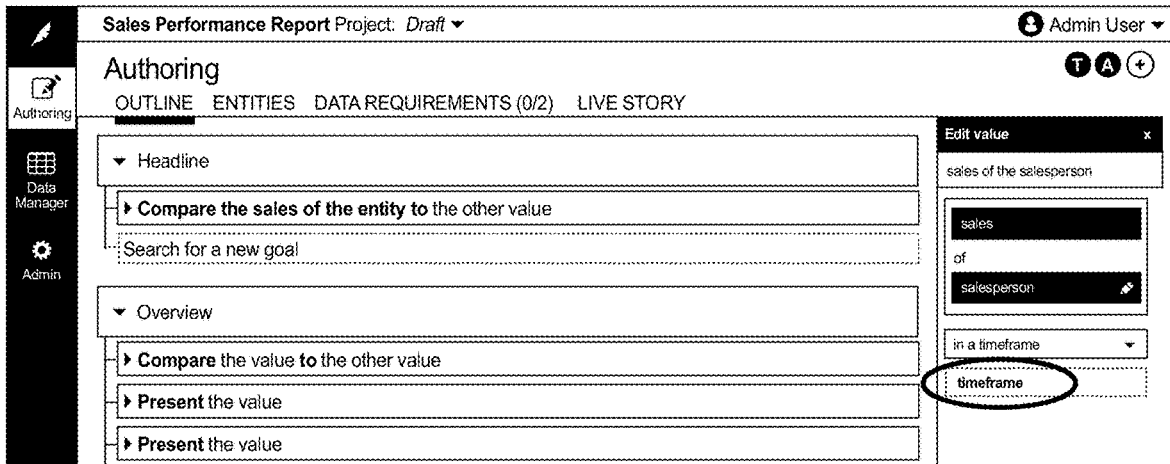 Sales Performance Report Project: Draft
Admin User
Authoring
T A +
OUTLINE ENTITIES DATA REQUIREMENTS (0/2) LIVE STORY
Authoring
Data
Manager
Admin
Headline
Compare the sales of the entity to the other value
Search for a new goal
Overview
Compare the value to the other value
Present the value
Present the value
Edit value x
sales of the salesperson
sales
of
salesperson
in a timeframe
timeframe